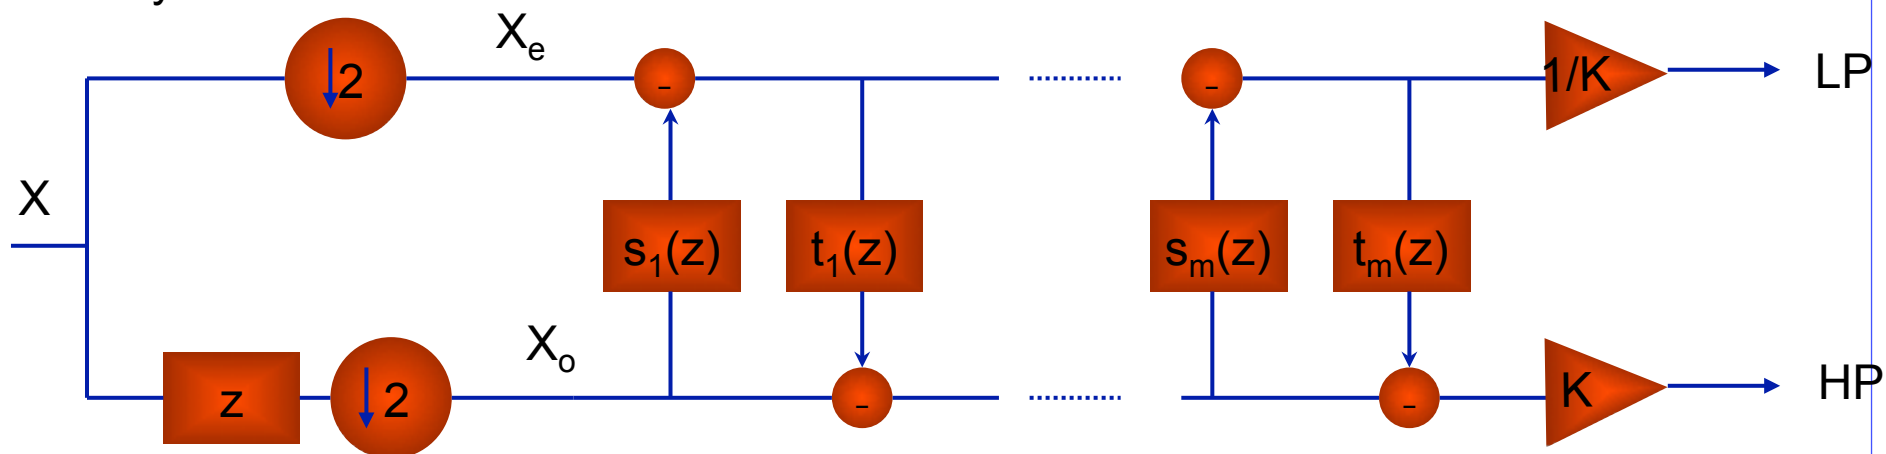 X
↓2
Xe
-
s1(z)
t1(z)
-
sm(z)
tm(z)
1/K
LP
z
↓2
Xo
-
-
K
HP